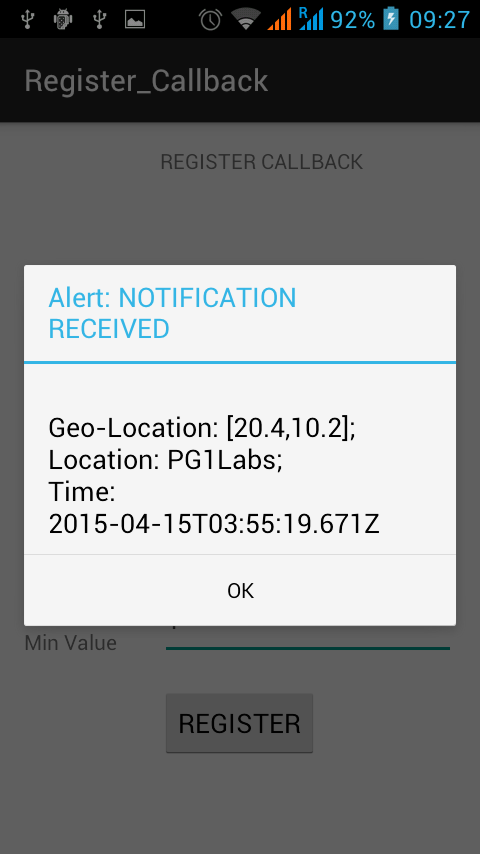 R 92% 09:27
Register_Callback
REGISTER CALLBACK
Alert: NOTIFICATION
RECEIVED
Geo-Location: [20.4,10.2];
Location: PG1Labs;
Time:
2015-04-15T03:55:19.671Z
OK
Min Value
REGISTER